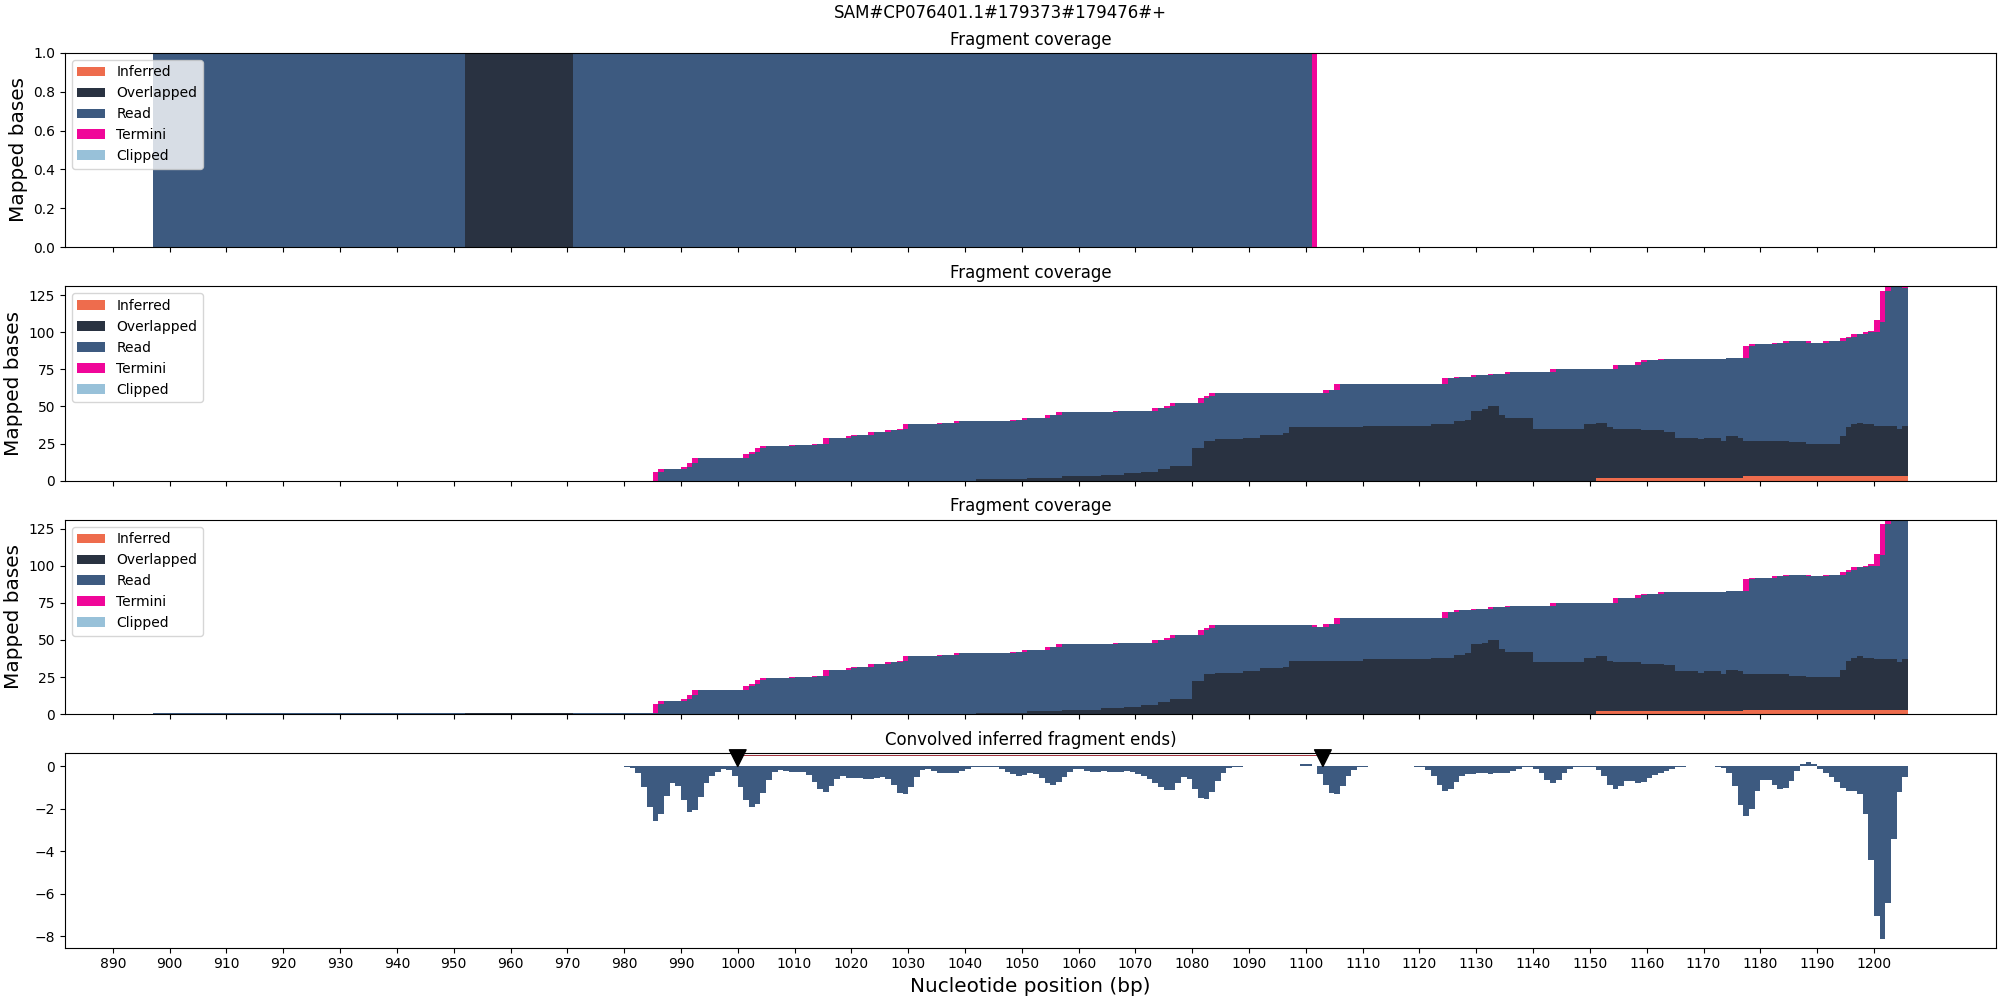 SAM#CP076401.1#179373#179476#+
Fragment coverage
Mapped bases
1.0
0.8
0.6
0.4
0.2
0.0
Inferred
Overlapped
Read
Termini
Clipped
Fragment coverage
Mapped bases
125
100
75
50
25
0
Inferred
Overlapped
Read
Termini
Clipped
Fragment coverage
Mapped bases
125
100
75
50
25
0
Inferred
Overlapped
Read
Termini
Clipped
Convolved inferred fragment ends)
0
−2
−4
−6
−8
890 900 910 920 930 940 950 960 970 980 990 1000 1010 1020 1030 1040 1050 1060 1070 1080 1090 1100 1110 1120 1130 1140 1150 1160 1170 1180 1190 1200
Nucleotide position (bp)